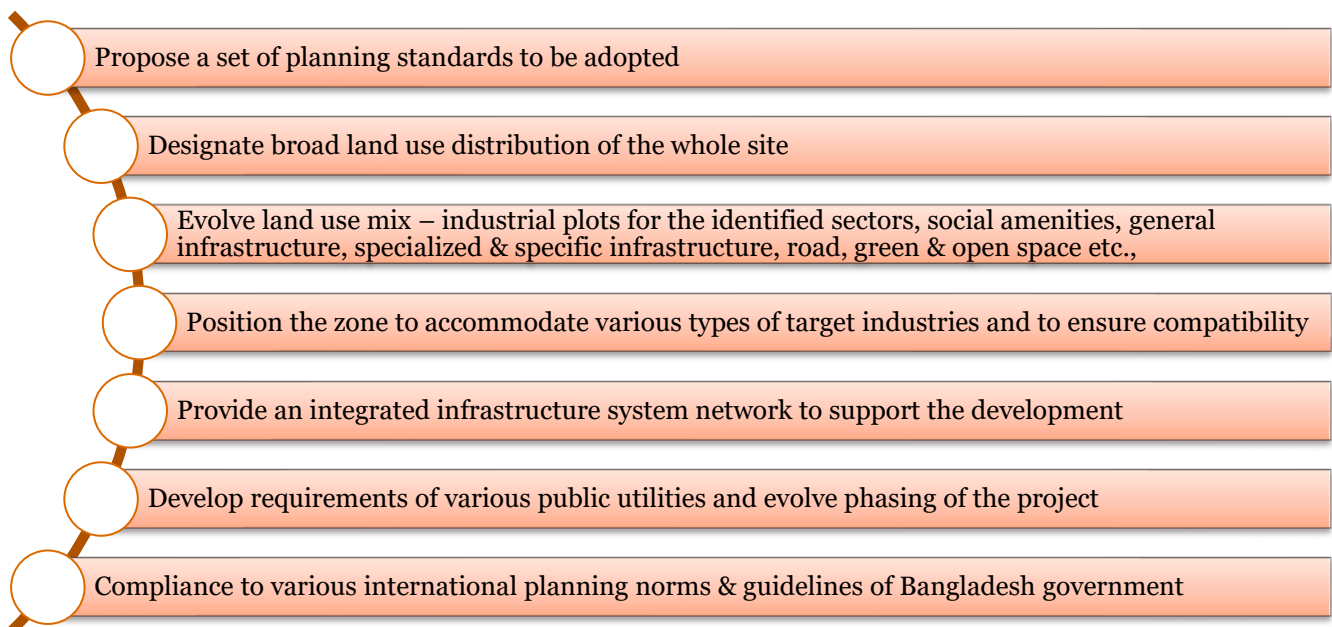 Propose a set of planning standards to be adopted
Designate broad land use distribution of the whole site
Evolve land use mix – industrial plots for the identified sectors, social amenities, general
infrastructure, specialized & specific infrastructure, road, green & open space etc.,
Position the zone to accommodate various types of target industries and to ensure compatibility
Provide an integrated infrastructure system network to support the development
Develop requirements of various public utilities and evolve phasing of the project
Compliance to various international planning norms & guidelines of Bangladesh government